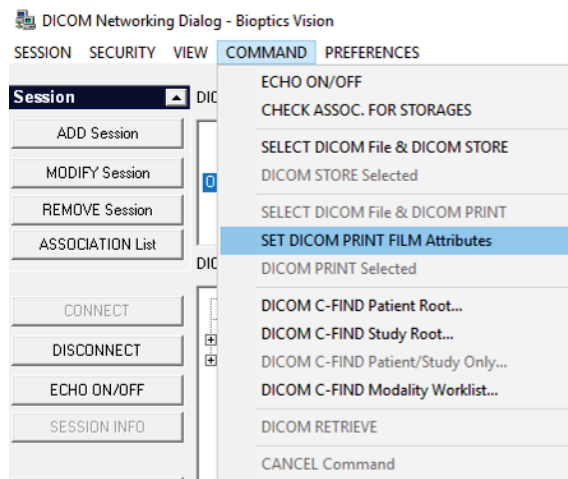 DICOM Networking Dialog - Bioptics Vision
SESSION SECURITY VIEW COMMAND PREFERENCES
Session
ADD Session
MODIFY Session
REMOVE Session
ASSOCIATION List
CONNECT
DISCONNECT
ECHO ON/OFF
SESSION INFO
DIC
O
DIC
ECHO ON/OFF
CHECK ASSOC. FOR STORAGES
SELECT DICOM File & DICOM STORE
DICOM STORE Selected
SELECT DICOM File & DICOM PRINT
SET DICOM PRINT FILM Attributes
DICOM PRINT Selected
DICOM C-FIND Patient Root...
DICOM C-FIND Study Root...
DICOM C-FIND Patient/Study Only...
DICOM C-FIND Modality Worklist...
DICOM RETRIEVE
CANCEL Command